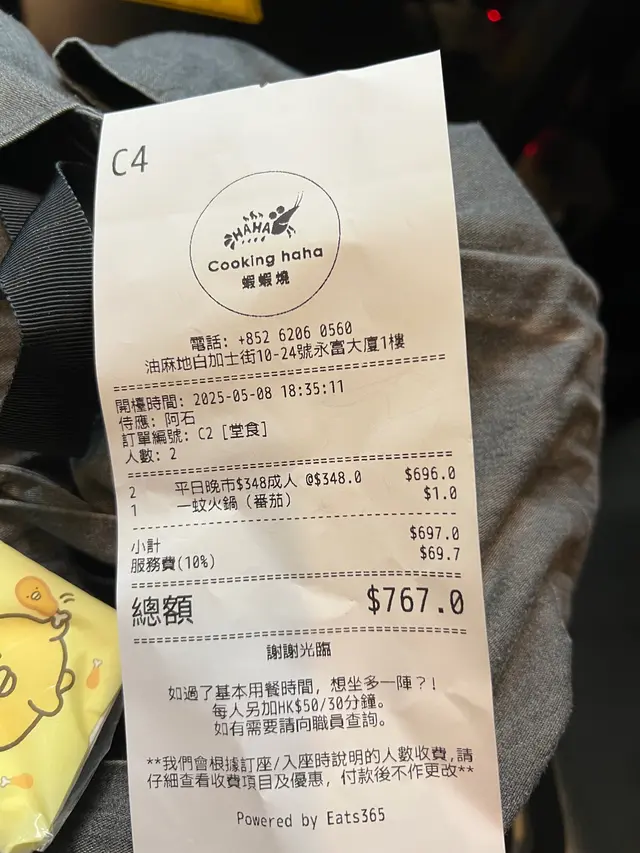 C4
HAHA
Cooking haha
蝦蝦燒
電話: +852 6206 0560
油麻地白加士街10-24號永富大廈1樓
開檯時間: 2025-05-08 18:35:11
侍應: 阿石
訂單編號: C2 [堂食]
人數: 2
2 平日晚市$348成人 @$348.0 $696.0
1 一蚊火鍋 (番茄) $1.0
小計 $697.0
服務費(10%) $69.7
總額 $767.0
謝謝光臨
如過了基本用餐時間, 想坐多一陣?!
每人另加HK$50/30分鐘。
如有需要請向職員查詢。
**我們會根據訂座/入座時說明的人數收費,請
仔細查看收費項目及優惠, 付款後不作更改**
Powered by Eats365